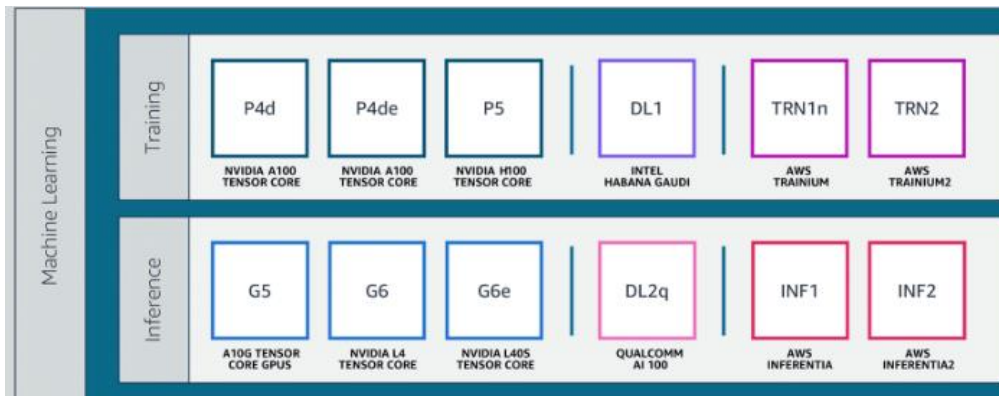 Machine Learning
Training
P4d
NVIDIA A100
TENSOR CORE
P4de
NVIDIA A100
TENSOR CORE
P5
NVIDIA H100
TENSOR CORE
DL1
INTEL
HABANA GAUDI
TRN1n
AWS
TRAINIUM
TRN2
AWS
TRAINIUM2
Inference
G5
A10G TENSOR
CORE GPUS
G6
NVIDIA L4
TENSOR CORE
G6e
NVIDIA L40S
TENSOR CORE
DL2q
QUALCOMM
AI 100
INF1
AWS
INFERENTIA
INF2
AWS
INFERENTIA2